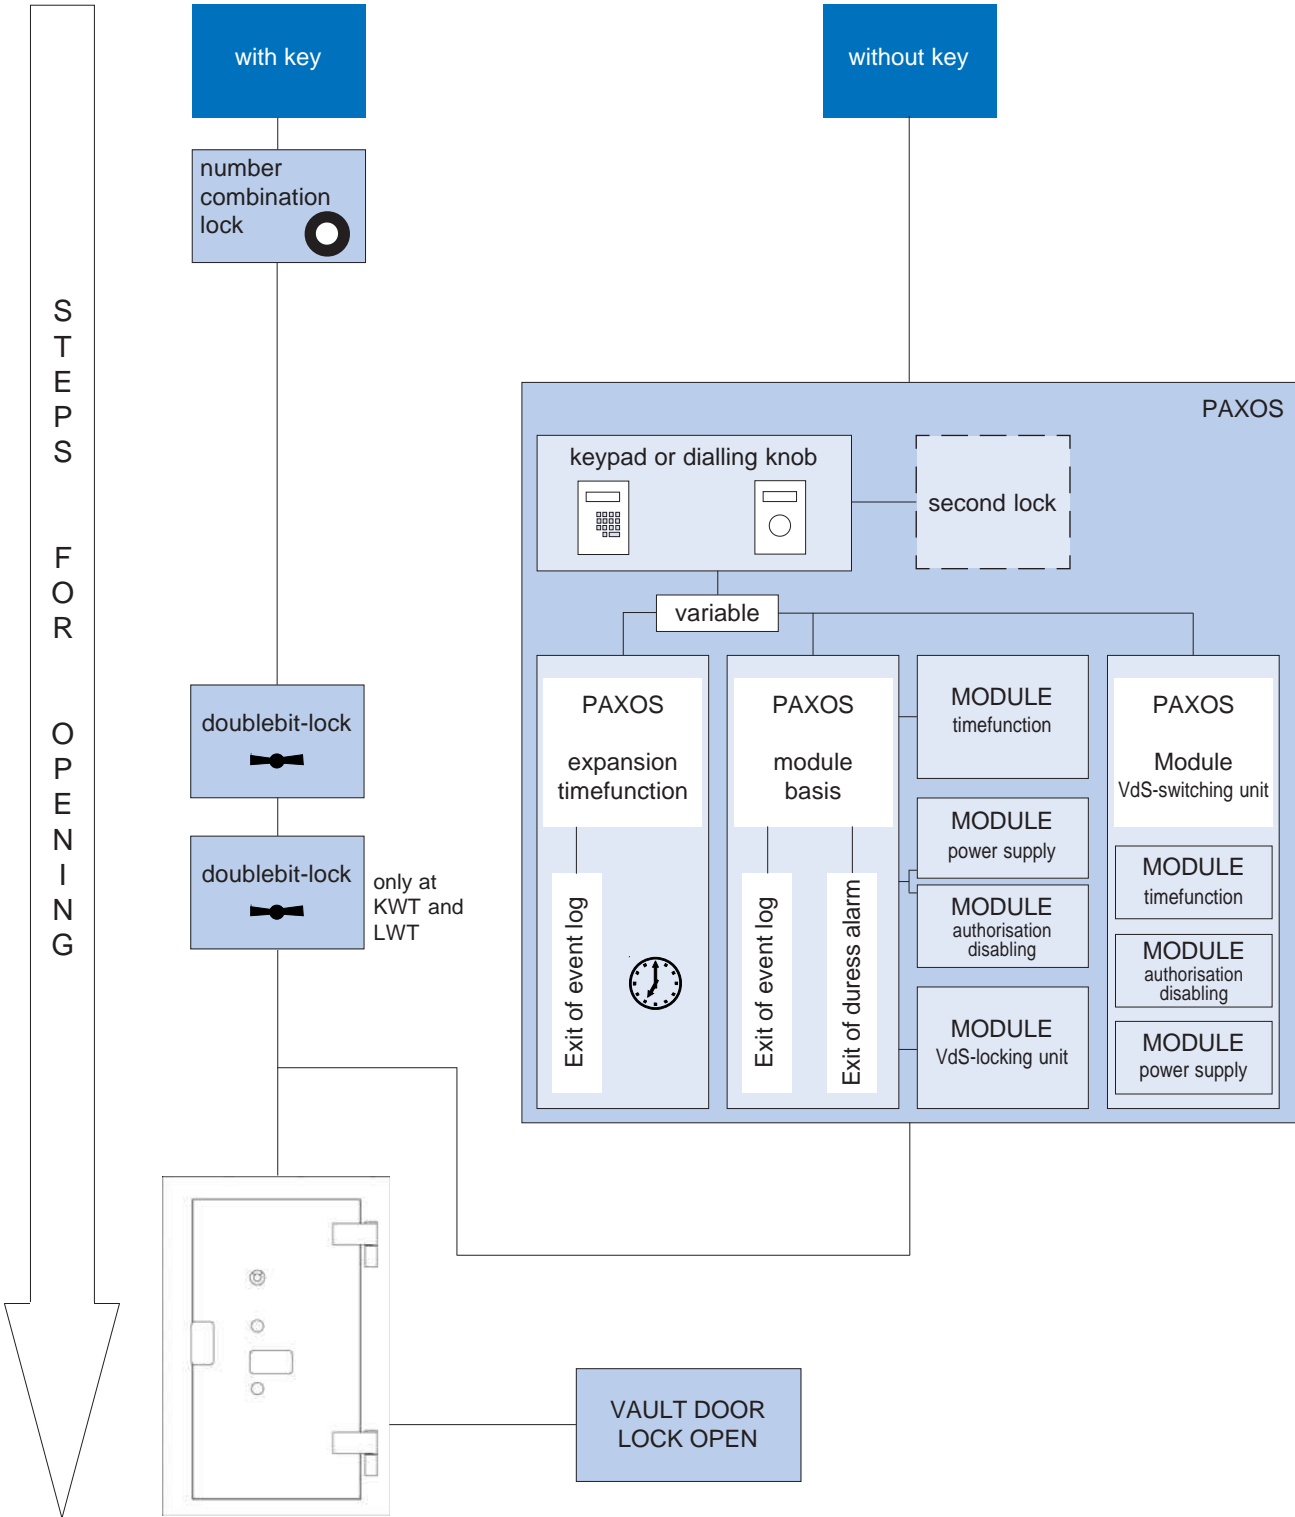 with key
without key
number
combination
lock
STEPS FOR OPENING
PAXOS
keypad or dialling knob
second lock
variable
doublebit-lock
doublebit-lock
only at
KWT and
LWT
PAXOS
expansion
timefunction
Exit of event log
PAXOS
module
basis
Exit of event log
Exit of duress alarm
MODULE
timefunction
MODULE
power supply
MODULE
authorisation
disabling
MODULE
VdS-locking unit
PAXOS
Module
VdS-switching unit
MODULE
timefunction
MODULE
authorisation
disabling
MODULE
power supply
VAULT DOOR
LOCK OPEN